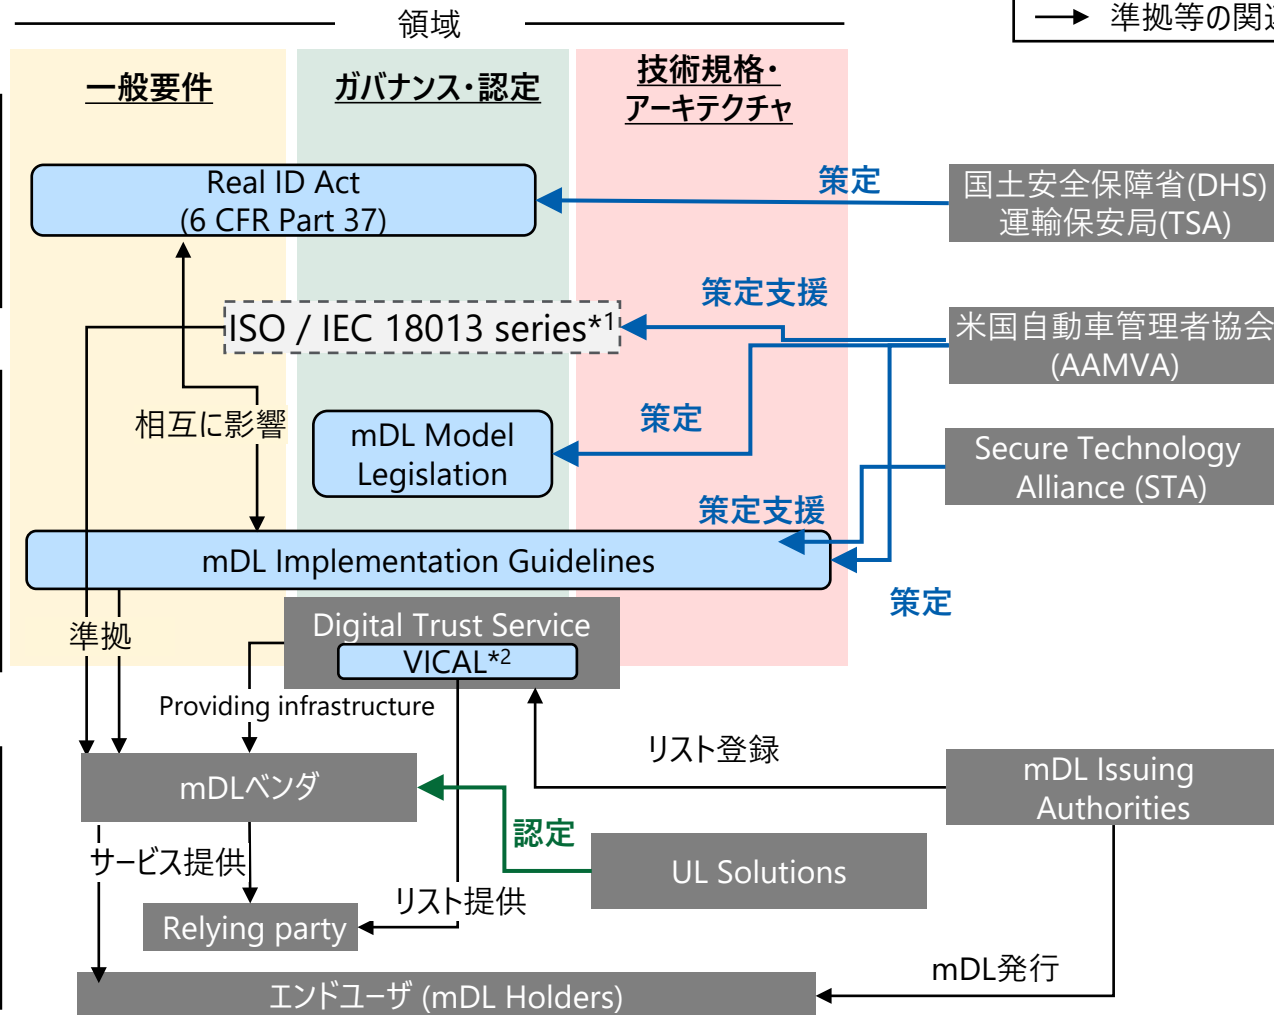 領域
準拠等の関連
一般要件
ガバナンス・認定
技術規格・
アーキテクチャ
Real ID Act
(6 CFR Part 37)
策定
国土安全保障省(DHS)
運輸保安局(TSA)
策定支援
ISO / IEC 18013 series*1
米国自動車管理者協会
(AAMVA)
相互に影響
mDL Model
Legislation
策定
Secure Technology
Alliance (STA)
策定支援
mDL Implementation Guidelines
策定
準拠
Digital Trust Service
VICAL*2
Providing infrastructure
リスト登録
mDLベンダ
mDL Issuing
Authorities
認定
サービス提供
UL Solutions
リスト提供
Relying party
mDL発行
エンドユーザ (mDL Holders)